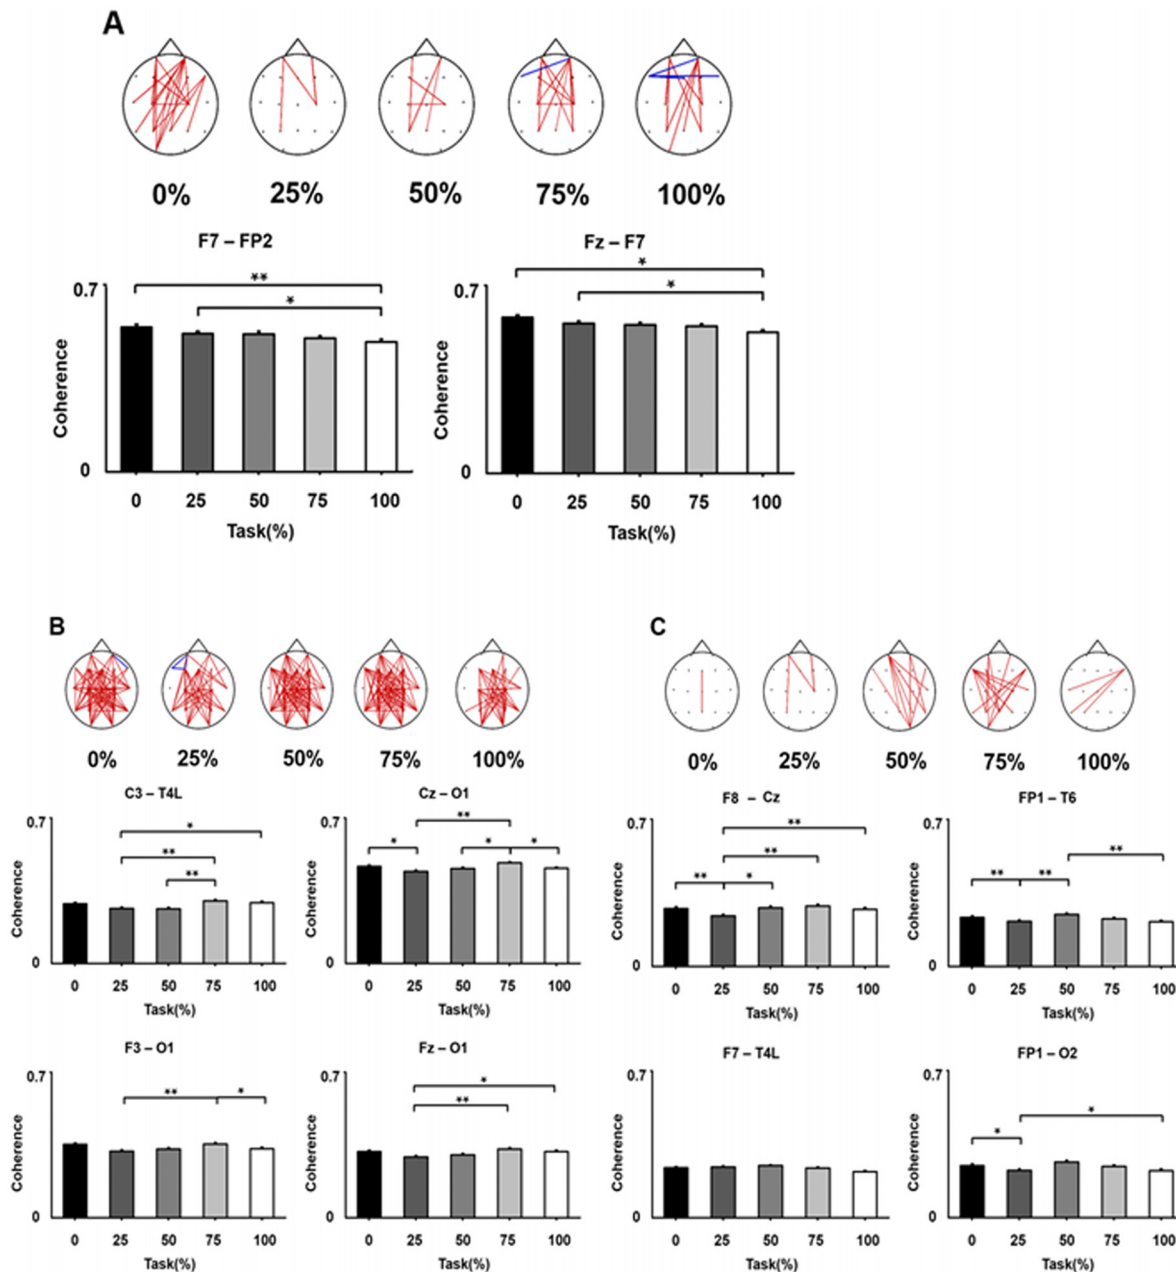 A
0% 25% 50% 75% 100%
F7 – FP2
**
*
0.7
Coherence
0
0 25 50 75 100
Task(%)
Fz – F7
*
*
0.7
Coherence
0
0 25 50 75 100
Task(%)
B
0% 25% 50% 75% 100%
C3 – T4L
*
**
**
0.7
Coherence
0
0 25 50 75 100
Task(%)
Cz – O1
**
* * *
0.7
Coherence
0
0 25 50 75 100
Task(%)
F3 – O1
** *
0.7
Coherence
0
0 25 50 75 100
Task(%)
Fz – O1
*
**
0.7
Coherence
0
0 25 50 75 100
Task(%)
C
0% 25% 50% 75% 100%
F8 – Cz
**
**
** *
0.7
Coherence
0
0 25 50 75 100
Task(%)
FP1 – T6
**
** **
0.7
Coherence
0
0 25 50 75 100
Task(%)
F7 – T4L
0.7
Coherence
0
0 25 50 75 100
Task(%)
FP1 – O2
*
*
0.7
Coherence
0
0 25 50 75 100
Task(%)